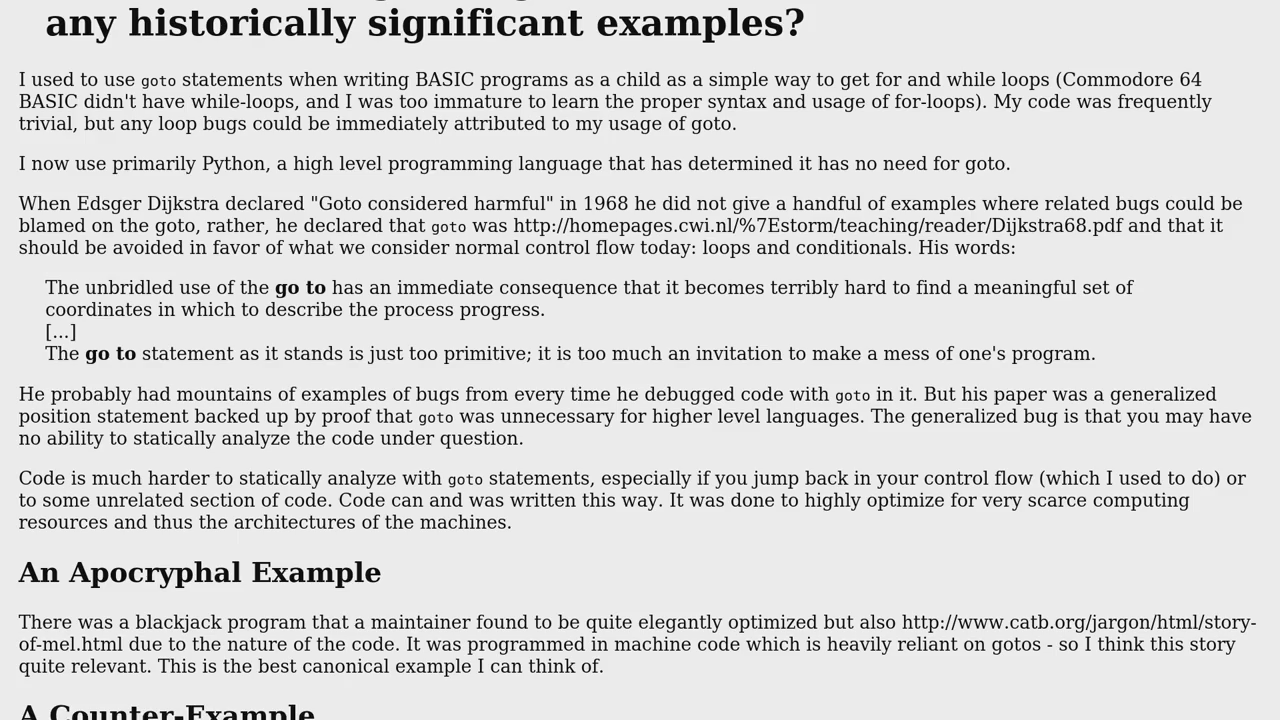 any historically significant examples?
I used to use goto statements when writing BASIC programs as a child as a simple way to get for and while loops (Commodore 64
BASIC didn't have while-loops, and I was too immature to learn the proper syntax and usage of for-loops). My code was frequently
trivial, but any loop bugs could be immediately attributed to my usage of goto.
I now use primarily Python, a high level programming language that has determined it has no need for goto.
When Edsger Dijkstra declared "Goto considered harmful" in 1968 he did not give a handful of examples where related bugs could be
blamed on the goto, rather, he declared that goto was http://homepages.cwi.nl/%7Estorm/teaching/reader/Dijkstra68.pdf and that it
should be avoided in favor of what we consider normal control flow today: loops and conditionals. His words:
The unbridled use of the go to has an immediate consequence that it becomes terribly hard to find a meaningful set of
coordinates in which to describe the process progress.
[...]
The go to statement as it stands is just too primitive; it is too much an invitation to make a mess of one's program.
He probably had mountains of examples of bugs from every time he debugged code with goto in it. But his paper was a generalized
position statement backed up by proof that goto was unnecessary for higher level languages. The generalized bug is that you may have
no ability to statically analyze the code under question.
Code is much harder to statically analyze with goto statements, especially if you jump back in your control flow (which I used to do) or
to some unrelated section of code. Code can and was written this way. It was done to highly optimize for very scarce computing
resources and thus the architectures of the machines.
An Apocryphal Example
There was a blackjack program that a maintainer found to be quite elegantly optimized but also http://www.catb.org/jargon/html/story-
of-mel.html due to the nature of the code. It was programmed in machine code which is heavily reliant on gotos - so I think this story
quite relevant. This is the best canonical example I can think of.
A Counter-Example